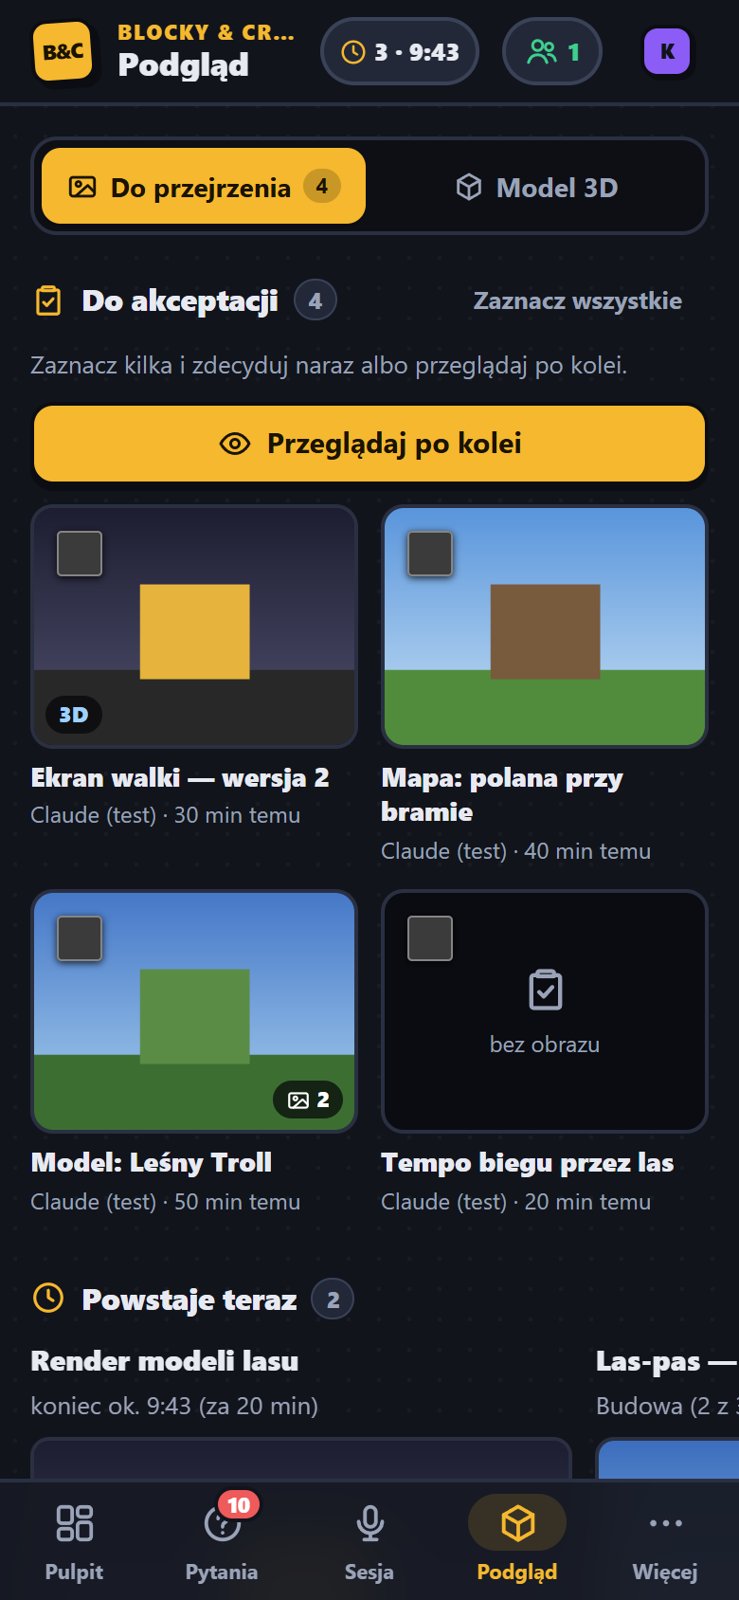 B&C
BLOCKY & CR...
Podgląd
3 · 9:43
1
K
Do przejrzenia 4
Model 3D
Do akceptacji 4
Zaznacz wszystkie
Zaznacz kilka i zdecyduj naraz albo przeglądaj po kolei.
Przeglądaj po kolei
3D
Ekran walki — wersja 2
Claude (test) · 30 min temu
Mapa: polana przy
bramie
Claude (test) · 40 min temu
2
Model: Leśny Troll
Claude (test) · 50 min temu
bez obrazu
Tempo biegu przez las
Claude (test) · 20 min temu
Powstaje teraz 2
Render modeli lasu
koniec ok. 9:43 (za 20 min)
Las-pas —
Budowa (2 z
Pulpit
10
Pytania
Sesja
Podgląd
Więcej